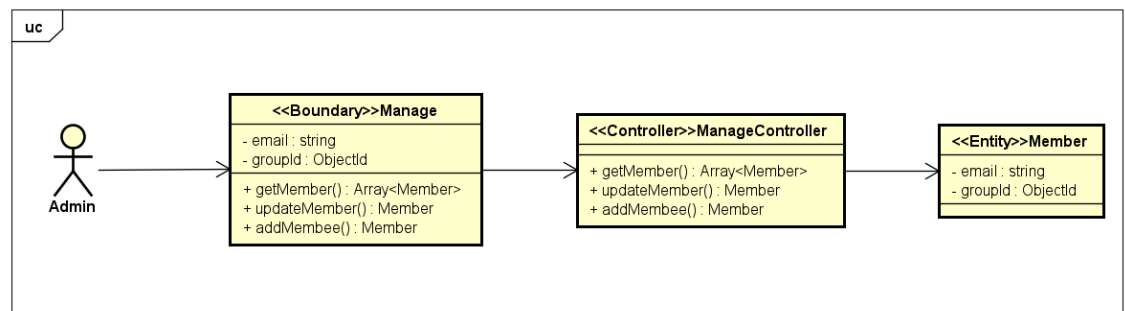 uc
Admin
<<Boundary>>Manage
- email : string
- groupId : ObjectId
+ getMember() : Array<Member>
+ updateMember() : Member
+ addMembee() : Member
<<Controller>>ManageController
+ getMember() : Array<Member>
+ updateMember() : Member
+ addMembee() : Member
<<Entity>>Member
- email : string
- groupId : ObjectId